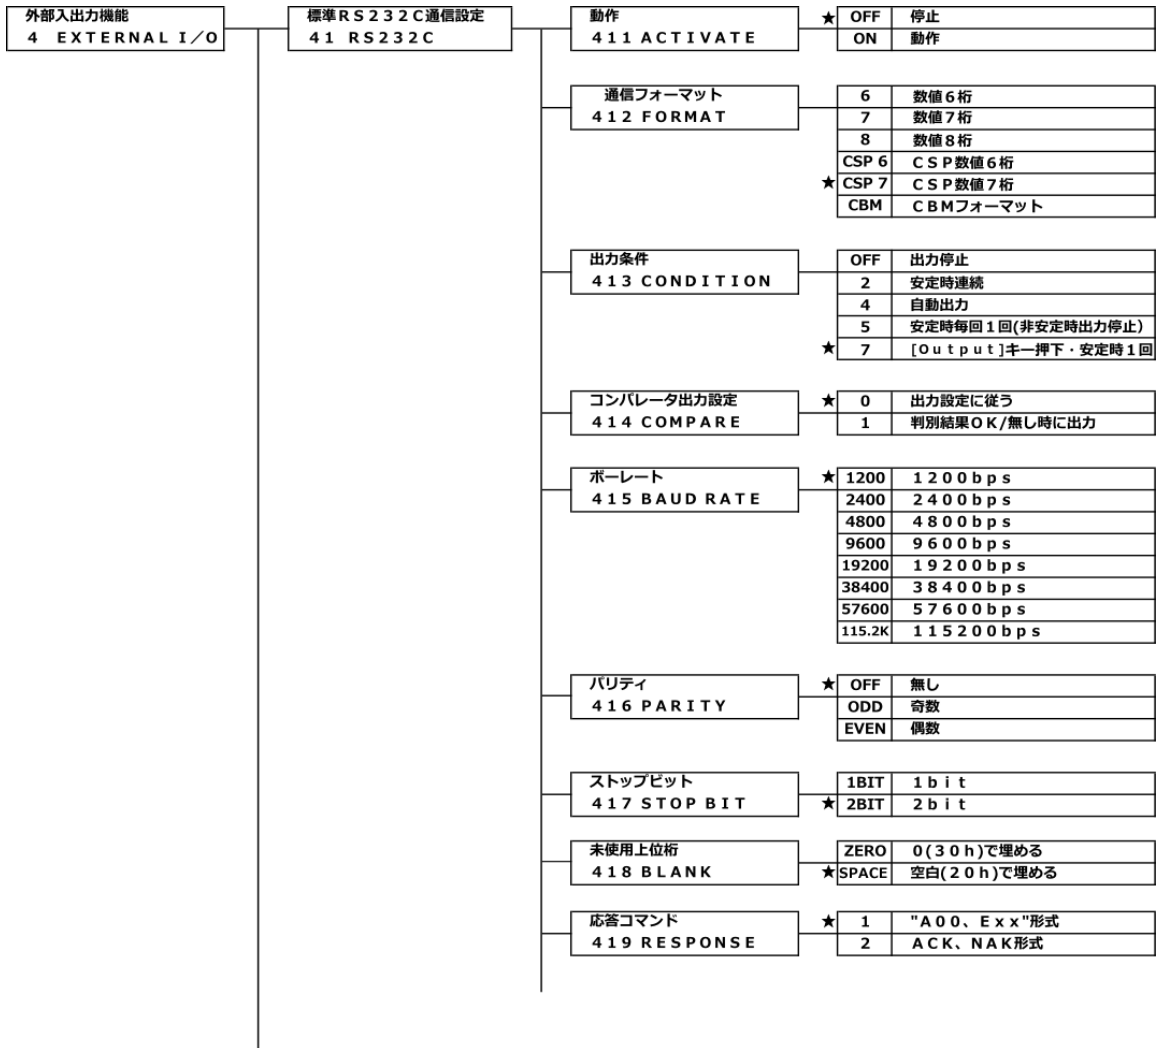 外部入出力機能
4 EXTERNAL I/O
標準RS232C通信設定
41 RS232C
動作
411 ACTIVATE
★ OFF 停止
ON 動作
通信フォーマット
412 FORMAT
6 数値6桁
7 数値7桁
8 数値8桁
CSP 6 CSP数値6桁
★ CSP 7 CSP数値7桁
CBM CBMフォーマット
出力条件
413 CONDITION
OFF 出力停止
2 安定時連続
4 自動出力
5 安定時毎回1回(非安定時出力停止)
★ 7 [Output]キー押下・安定時1回
コンパレータ出力設定
414 COMPARE
★ 0 出力設定に従う
1 判別結果OK/無し時に出力
ボーレート
415 BAUD RATE
★ 1200 1200bps
2400 2400bps
4800 4800bps
9600 9600bps
19200 19200bps
38400 38400bps
57600 57600bps
115.2K 115200bps
パリティ
416 PARITY
★ OFF 無し
ODD 奇数
EVEN 偶数
ストップビット
417 STOP BIT
1BIT 1bit
★ 2BIT 2bit
未使用上位桁
418 BLANK
ZERO 0(30h)で埋める
★ SPACE 空白(20h)で埋める
応答コマンド
419 RESPONSE
★ 1 "A00、Exx"形式
2 ACK、NAK形式